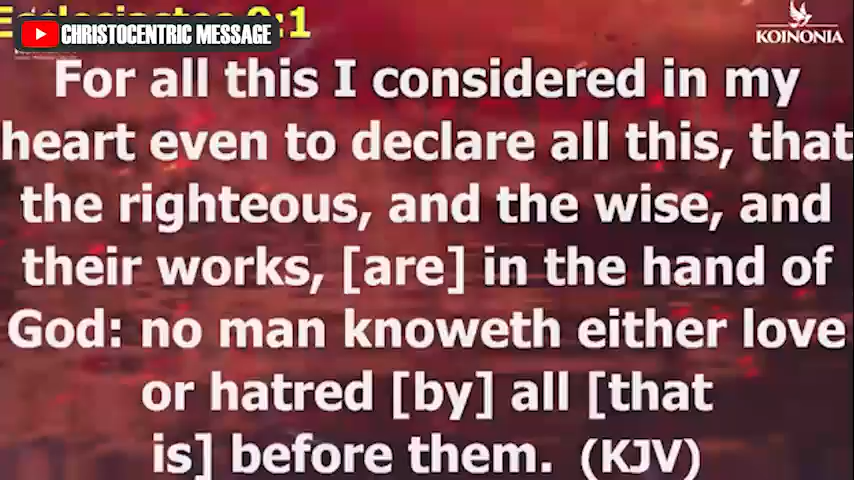 Ecclesiastes 9:1
CHRISTOCENTRIC MESSAGE
KOINONIA
For all this I considered in my
heart even to declare all this, that
the righteous, and the wise, and
their works, [are] in the hand of
God: no man knoweth either love
or hatred [by] all [that
is] before them. (KJV)